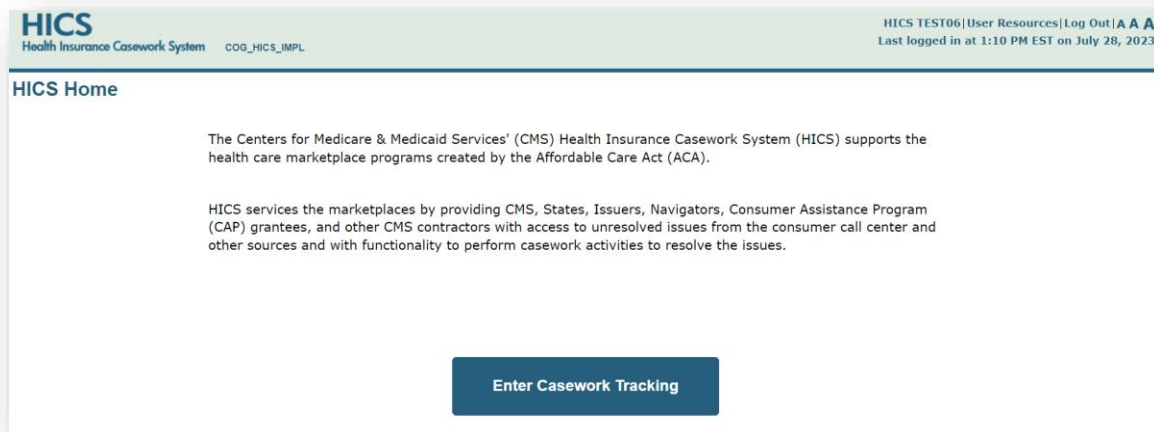 HICS
Health Insurance Casework System COG_HICS_IMPL
HICS TEST06|User Resources|Log Out|A A A
Last logged in at 1:10 PM EST on July 28, 2023
HICS Home
The Centers for Medicare & Medicaid Services' (CMS) Health Insurance Casework System (HICS) supports the
health care marketplace programs created by the Affordable Care Act (ACA).
HICS services the marketplaces by providing CMS, States, Issuers, Navigators, Consumer Assistance Program
(CAP) grantees, and other CMS contractors with access to unresolved issues from the consumer call center and
other sources and with functionality to perform casework activities to resolve the issues.
Enter Casework Tracking